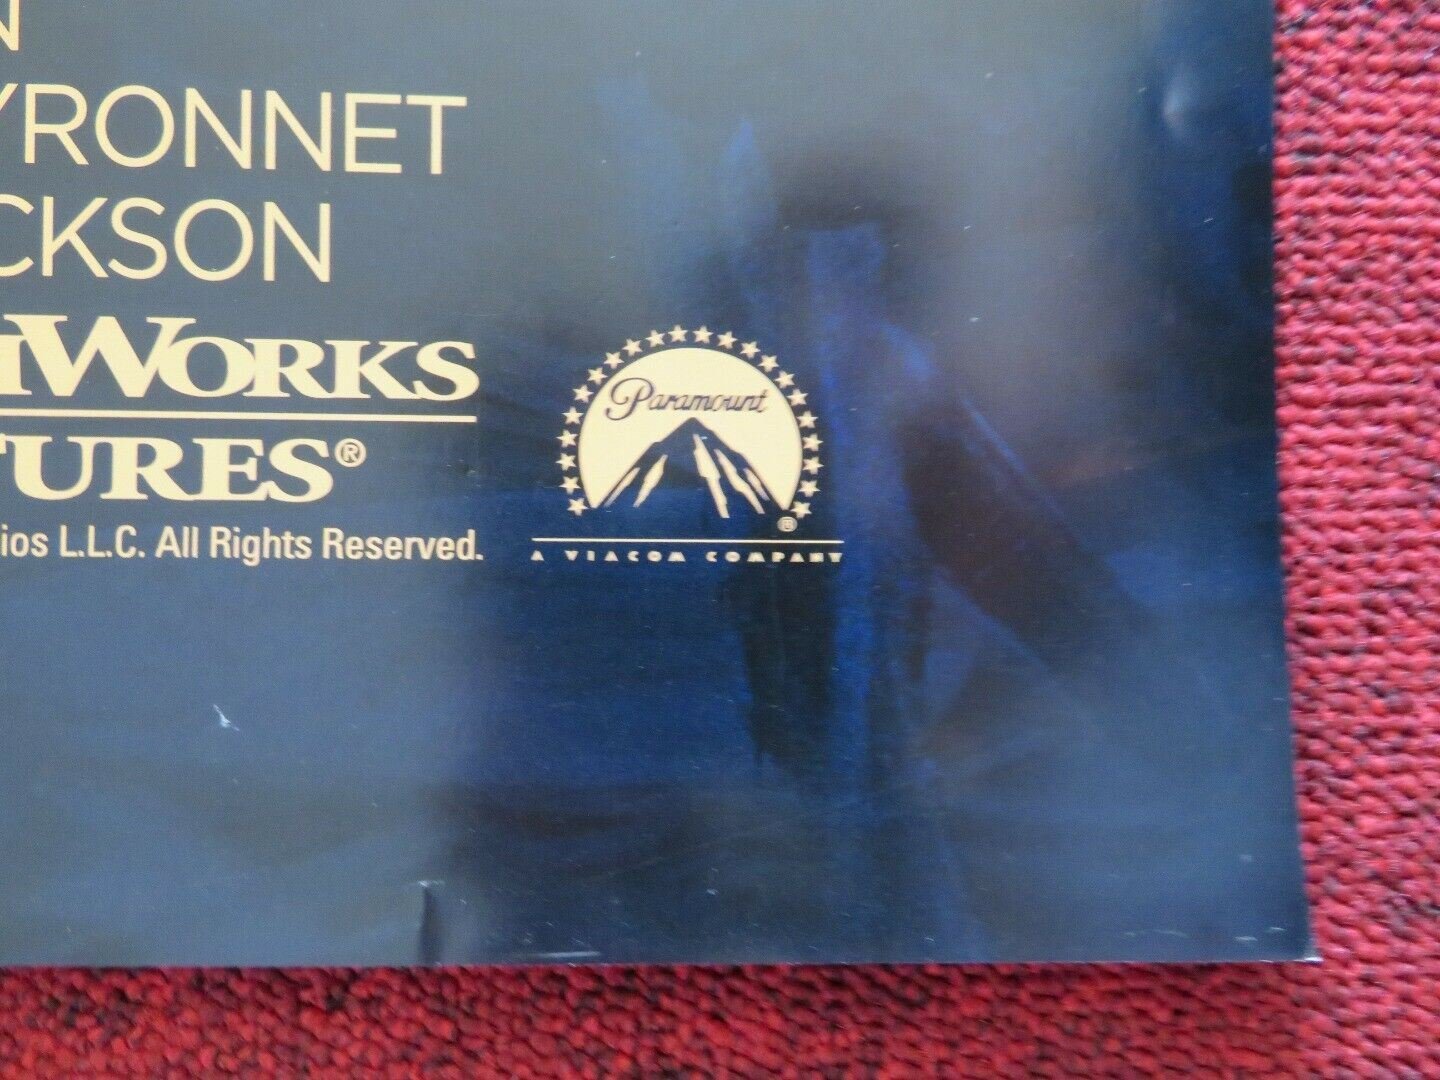 N
YRONNET
CKSON
WORKS
TURES®
ios L.L.C. All Rights Reserved.
Paramount
®
A VIACOM COMPANY